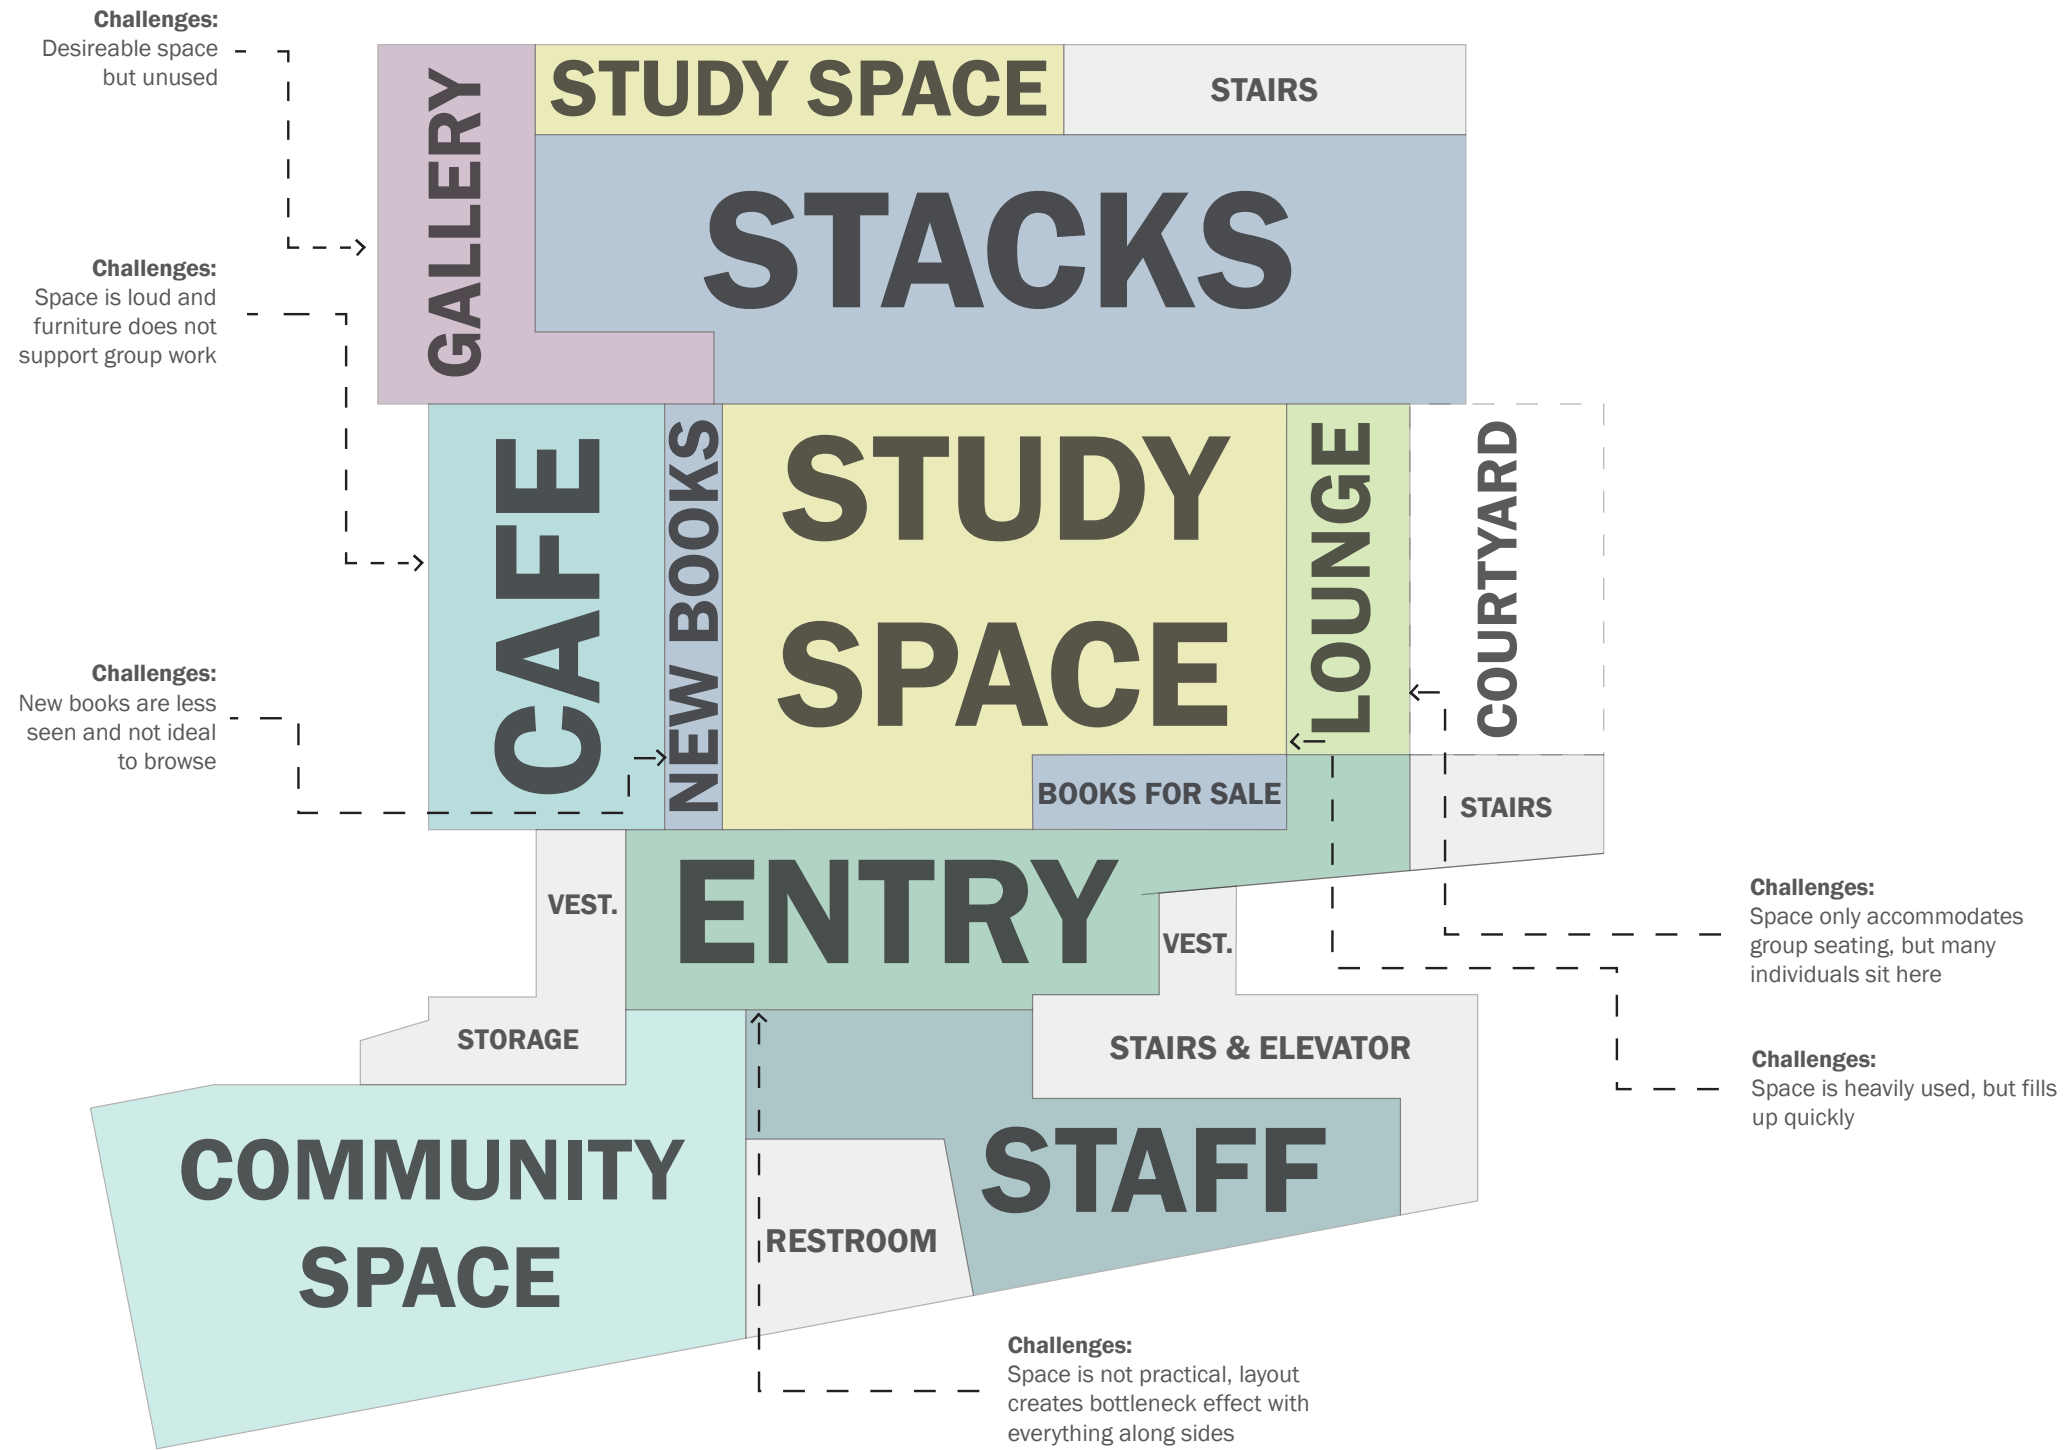 Challenges:
Desireable space
but unused
GALLERY
STUDY SPACE
STAIRS
STACKS
Challenges:
Space is loud and
furniture does not
support group work
CAFE
NEW BOOKS
STUDY
SPACE
LOUNGE
COURTYARD
Challenges:
New books are less
seen and not ideal
to browse
BOOKS FOR SALE
STAIRS
VEST.
ENTRY
VEST.
Challenges:
Space only accommodates
group seating, but many
individuals sit here
STORAGE
STAIRS & ELEVATOR
Challenges:
Space is heavily used, but fills
up quickly
COMMUNITY
SPACE
STAFF
RESTROOM
Challenges:
Space is not practical, layout
creates bottleneck effect with
everything along sides